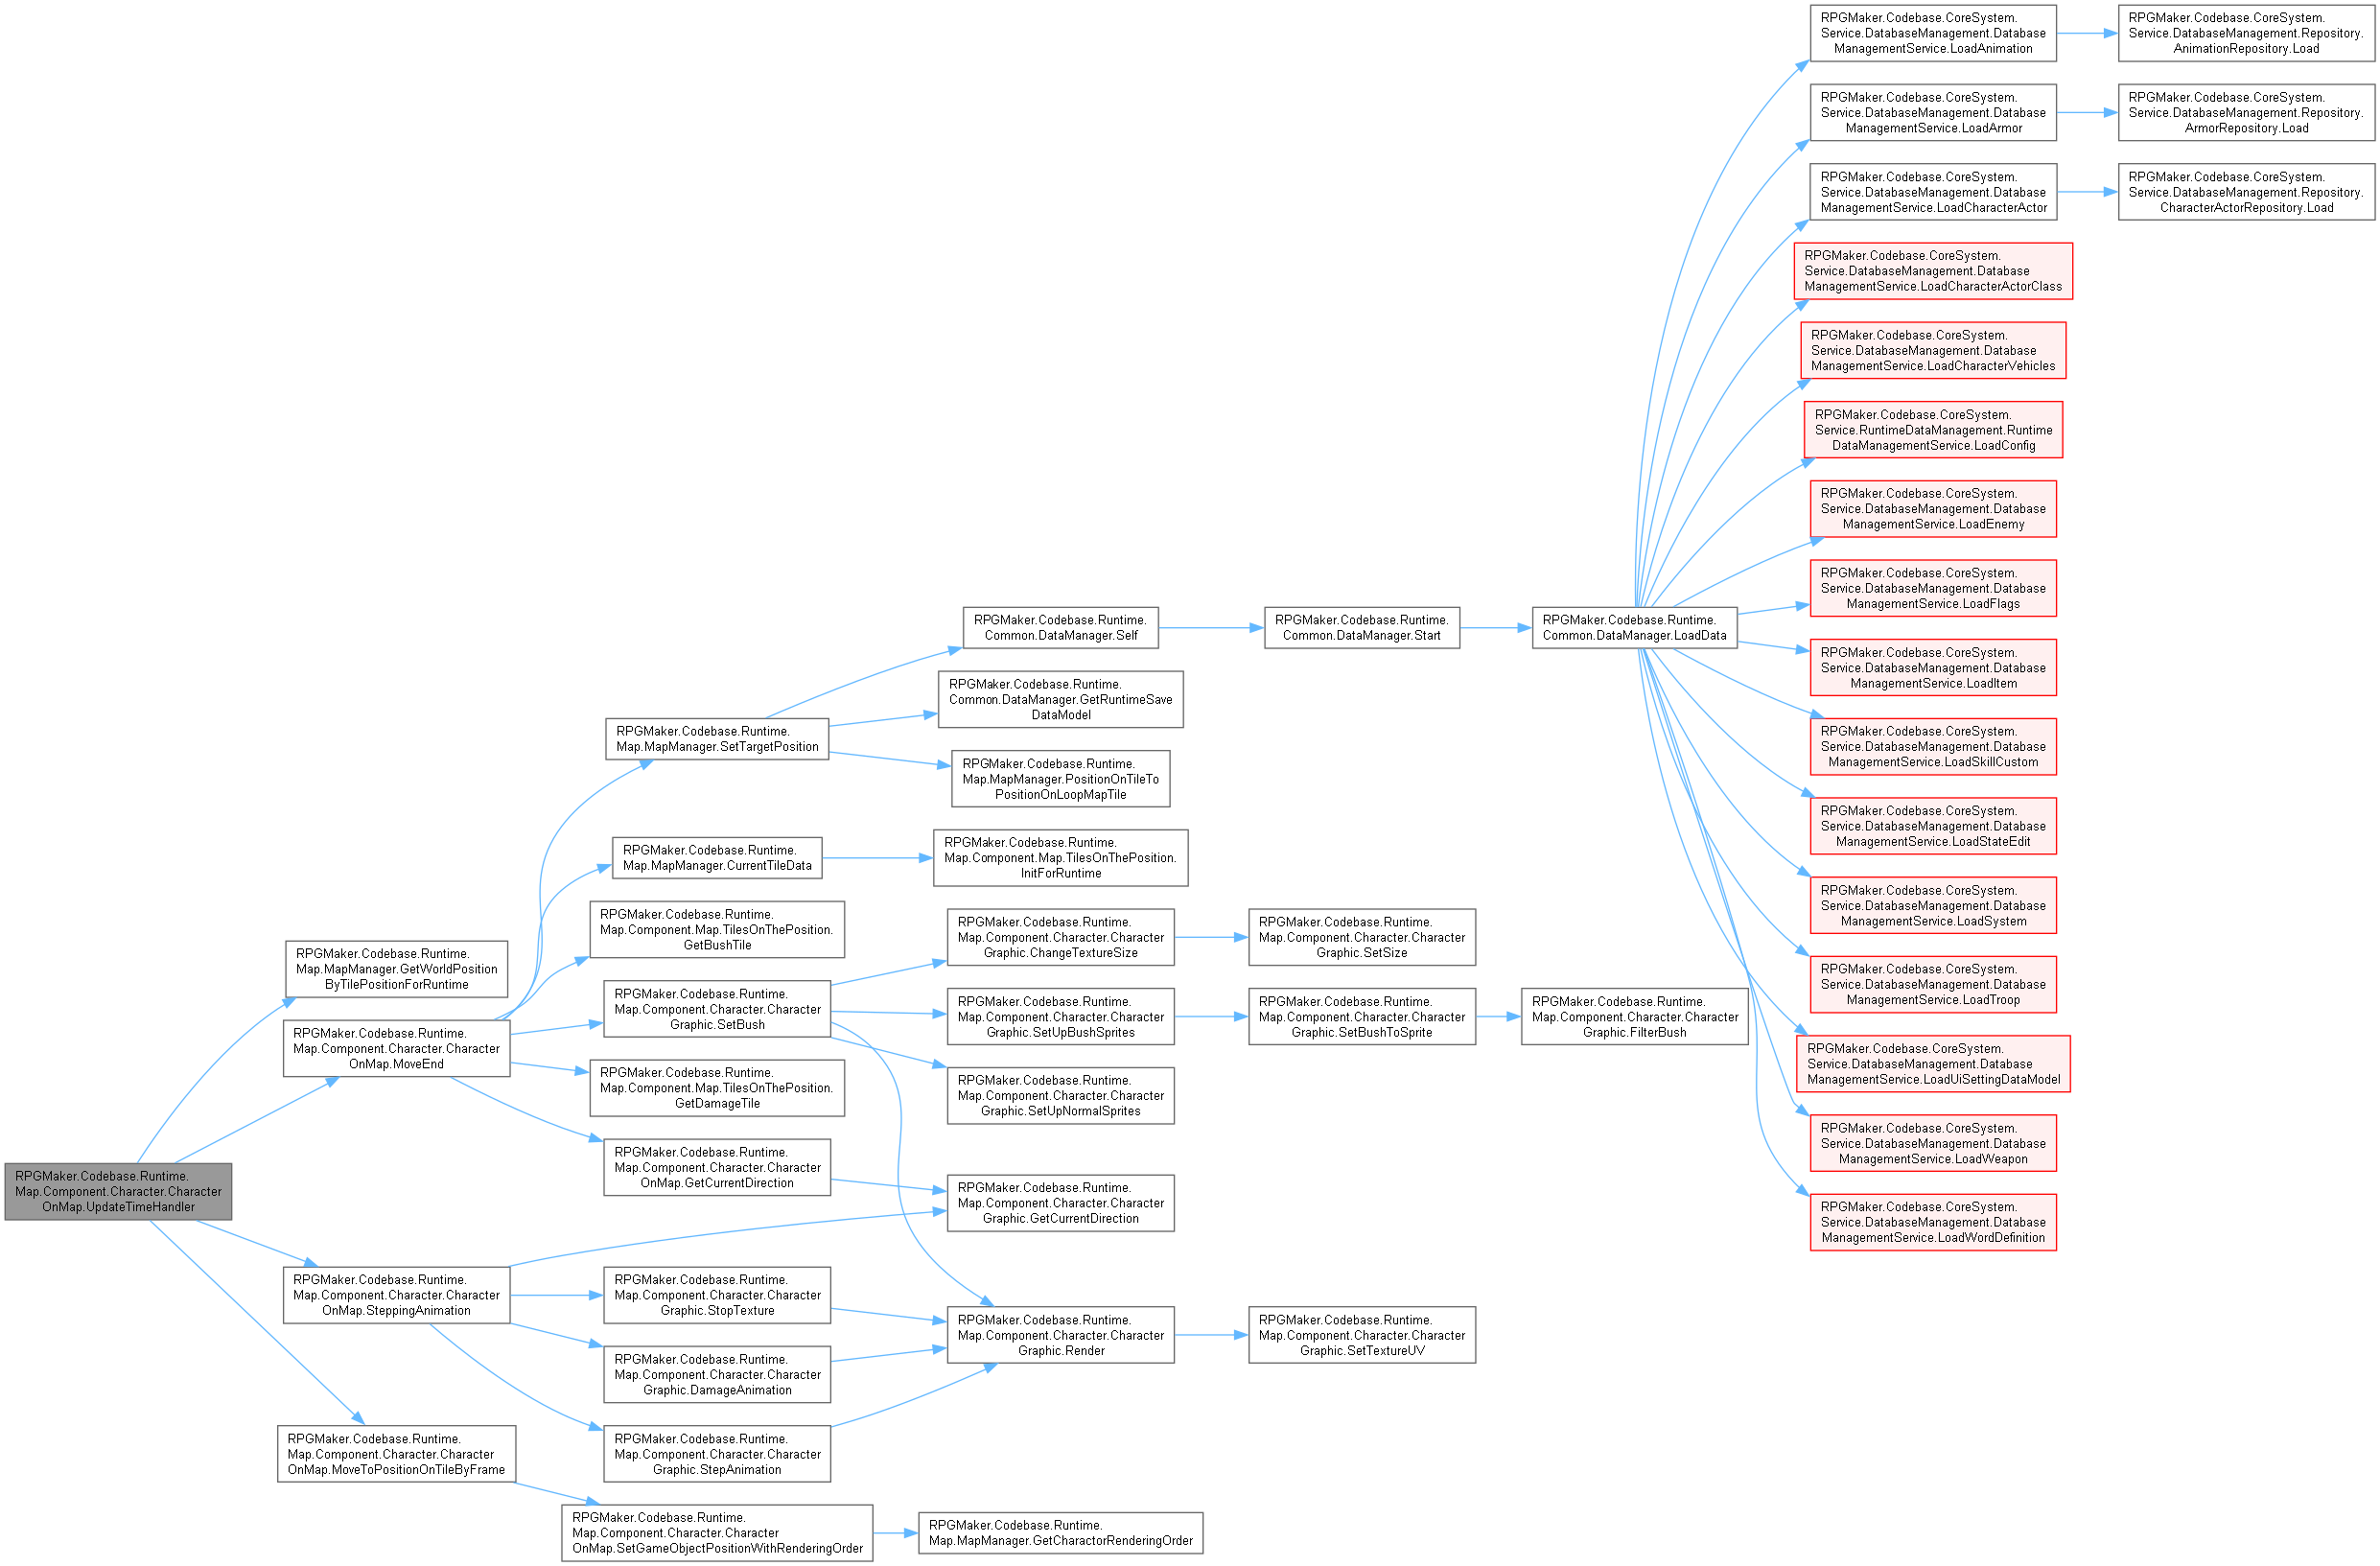 RPGMaker.Codebase.Runtime.
Map.Component.Character.Character
OnMap.UpdateTimeHandler
RPGMaker.Codebase.Runtime.
Map.MapManager.GetWorldPosition
ByTilePositionForRuntime
RPGMaker.Codebase.Runtime.
Map.Component.Character.Character
OnMap.MoveEnd
RPGMaker.Codebase.Runtime.
Map.Component.Character.Character
OnMap.SteppingAnimation
RPGMaker.Codebase.Runtime.
Map.Component.Character.Character
OnMap.MoveToPositionOnTileByFrame
RPGMaker.Codebase.Runtime.
Map.MapManager.SetTargetPosition
RPGMaker.Codebase.Runtime.
Map.MapManager.CurrentTileData
RPGMaker.Codebase.Runtime.
Map.Component.Map.TilesOnThePosition.
GetBushTile
RPGMaker.Codebase.Runtime.
Map.Component.Character.Character
Graphic.SetBush
RPGMaker.Codebase.Runtime.
Map.Component.Map.TilesOnThePosition.
GetDamageTile
RPGMaker.Codebase.Runtime.
Map.Component.Character.Character
OnMap.GetCurrentDirection
RPGMaker.Codebase.Runtime.
Map.Component.Character.Character
Graphic.StopTexture
RPGMaker.Codebase.Runtime.
Map.Component.Character.Character
Graphic.DamageAnimation
RPGMaker.Codebase.Runtime.
Map.Component.Character.Character
Graphic.StepAnimation
RPGMaker.Codebase.Runtime.
Map.Component.Character.Character
OnMap.SetGameObjectPositionWithRenderingOrder
RPGMaker.Codebase.Runtime.
Common.DataManager.Self
RPGMaker.Codebase.Runtime.
Common.DataManager.GetRuntimeSave
DataModel
RPGMaker.Codebase.Runtime.
Map.MapManager.PositionOnTileTo
PositionOnLoopMapTile
RPGMaker.Codebase.Runtime.
Map.Component.Map.TilesOnThePosition.
InitForRuntime
RPGMaker.Codebase.Runtime.
Map.Component.Character.Character
Graphic.ChangeTextureSize
RPGMaker.Codebase.Runtime.
Map.Component.Character.Character
Graphic.SetUpBushSprites
RPGMaker.Codebase.Runtime.
Map.Component.Character.Character
Graphic.SetUpNormalSprites
RPGMaker.Codebase.Runtime.
Map.Component.Character.Character
Graphic.GetCurrentDirection
RPGMaker.Codebase.Runtime.
Map.Component.Character.Character
Graphic.Render
RPGMaker.Codebase.Runtime.
Map.MapManager.GetCharactorRenderingOrder
RPGMaker.Codebase.Runtime.
Common.DataManager.Start
RPGMaker.Codebase.Runtime.
Map.Component.Character.Character
Graphic.SetSize
RPGMaker.Codebase.Runtime.
Map.Component.Character.Character
Graphic.SetBushToSprite
RPGMaker.Codebase.Runtime.
Map.Component.Character.Character
Graphic.SetTextureUV
RPGMaker.Codebase.Runtime.
Common.DataManager.LoadData
RPGMaker.Codebase.Runtime.
Map.Component.Character.Character
Graphic.FilterBush
RPGMaker.Codebase.CoreSystem.
Service.DatabaseManagement.Database
ManagementService.LoadAnimation
RPGMaker.Codebase.CoreSystem.
Service.DatabaseManagement.Database
ManagementService.LoadArmor
RPGMaker.Codebase.CoreSystem.
Service.DatabaseManagement.Database
ManagementService.LoadCharacterActor
RPGMaker.Codebase.CoreSystem.
Service.DatabaseManagement.Database
ManagementService.LoadCharacterActorClass
RPGMaker.Codebase.CoreSystem.
Service.DatabaseManagement.Database
ManagementService.LoadCharacterVehicles
RPGMaker.Codebase.CoreSystem.
Service.RuntimeDataManagement.Runtime
DataManagementService.LoadConfig
RPGMaker.Codebase.CoreSystem.
Service.DatabaseManagement.Database
ManagementService.LoadEnemy
RPGMaker.Codebase.CoreSystem.
Service.DatabaseManagement.Database
ManagementService.LoadFlags
RPGMaker.Codebase.CoreSystem.
Service.DatabaseManagement.Database
ManagementService.LoadItem
RPGMaker.Codebase.CoreSystem.
Service.DatabaseManagement.Database
ManagementService.LoadSkillCustom
RPGMaker.Codebase.CoreSystem.
Service.DatabaseManagement.Database
ManagementService.LoadStateEdit
RPGMaker.Codebase.CoreSystem.
Service.DatabaseManagement.Database
ManagementService.LoadSystem
RPGMaker.Codebase.CoreSystem.
Service.DatabaseManagement.Database
ManagementService.LoadTroop
RPGMaker.Codebase.CoreSystem.
Service.DatabaseManagement.Database
ManagementService.LoadUiSettingDataModel
RPGMaker.Codebase.CoreSystem.
Service.DatabaseManagement.Database
ManagementService.LoadWeapon
RPGMaker.Codebase.CoreSystem.
Service.DatabaseManagement.Database
ManagementService.LoadWordDefinition
RPGMaker.Codebase.CoreSystem.
Service.DatabaseManagement.Repository.
AnimationRepository.Load
RPGMaker.Codebase.CoreSystem.
Service.DatabaseManagement.Repository.
ArmorRepository.Load
RPGMaker.Codebase.CoreSystem.
Service.DatabaseManagement.Repository.
CharacterActorRepository.Load